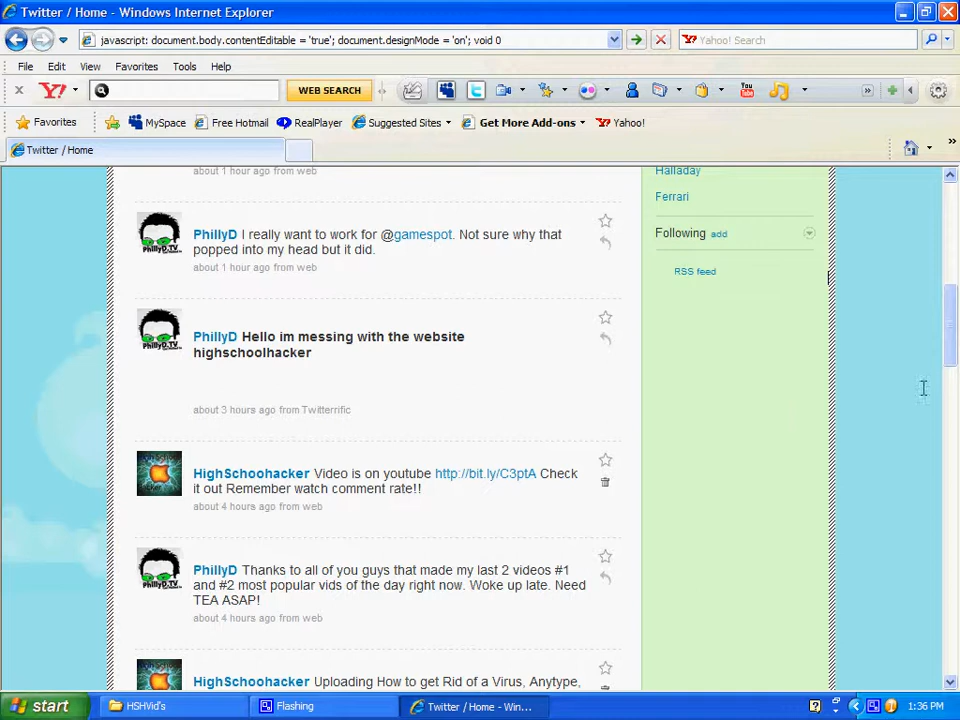 Twitter / Home - Windows Internet Explorer
javascript: document.body.contentEditable = 'true'; document.designMode = 'on'; void 0
Yahoo! Search
File Edit View Favorites Tools Help
Y! WEB SEARCH
Favorites MySpace Free Hotmail RealPlayer Suggested Sites Get More Add-ons Yahoo!
Twitter / Home
about 1 hour ago from web
Halladay
Ferrari
Following add
RSS feed
PhillyD I really want to work for @gamespot. Not sure why that
popped into my head but it did.
about 1 hour ago from web
PhillyD Hello im messing with the website
highschoolhacker
about 3 hours ago from Twitterrific
HighSchoohacker Video is on youtube http://bit.ly/C3ptA Check
it out Remember watch comment rate!!
about 4 hours ago from web
PhillyD Thanks to all of you guys that made my last 2 videos #1
and #2 most popular vids of the day right now. Woke up late. Need
TEA ASAP!
about 4 hours ago from web
HighSchoohacker Uploading How to get Rid of a Virus, Anytype,
start HSHVid's Flashing Twitter / Home - Win... 1:36 PM